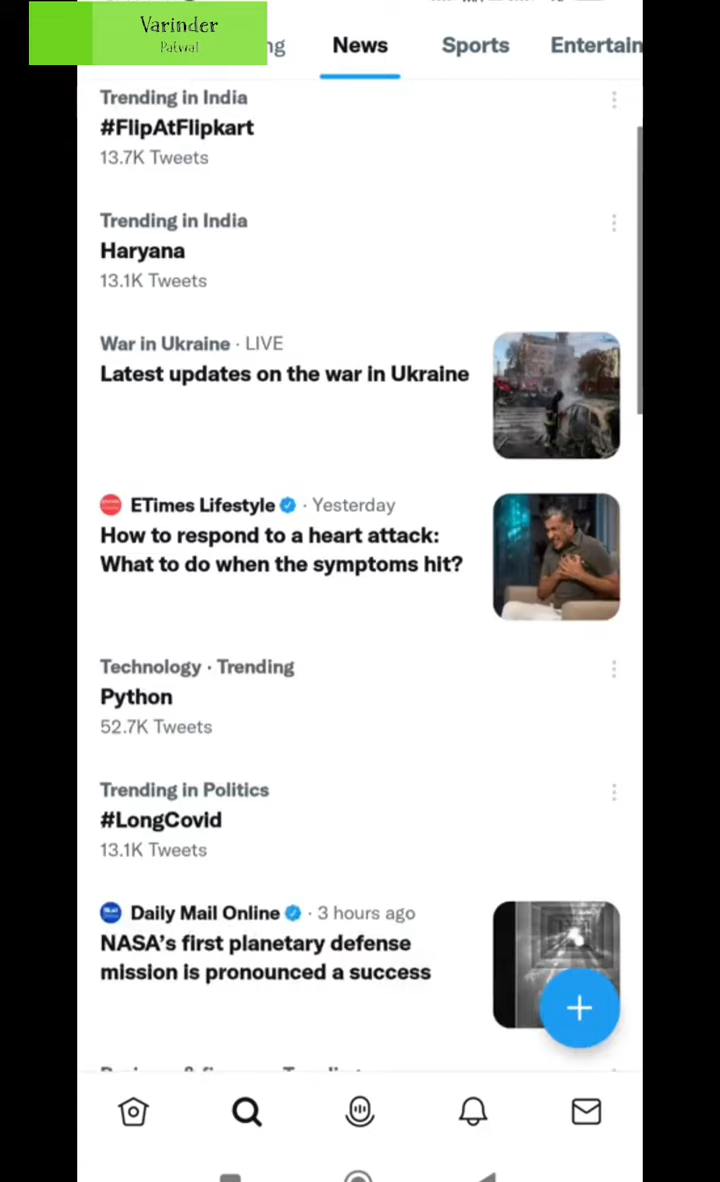 Varinder
Patwal
ng
News
Sports
Entertain
Trending in India
#FlipAtFlipkart
13.7K Tweets
Trending in India
Haryana
13.1K Tweets
War in Ukraine · LIVE
Latest updates on the war in Ukraine
ETimes Lifestyle · Yesterday
How to respond to a heart attack:
What to do when the symptoms hit?
Technology · Trending
Python
52.7K Tweets
Trending in Politics
#LongCovid
13.1K Tweets
Daily Mail Online · 3 hours ago
NASA's first planetary defense
mission is pronounced a success